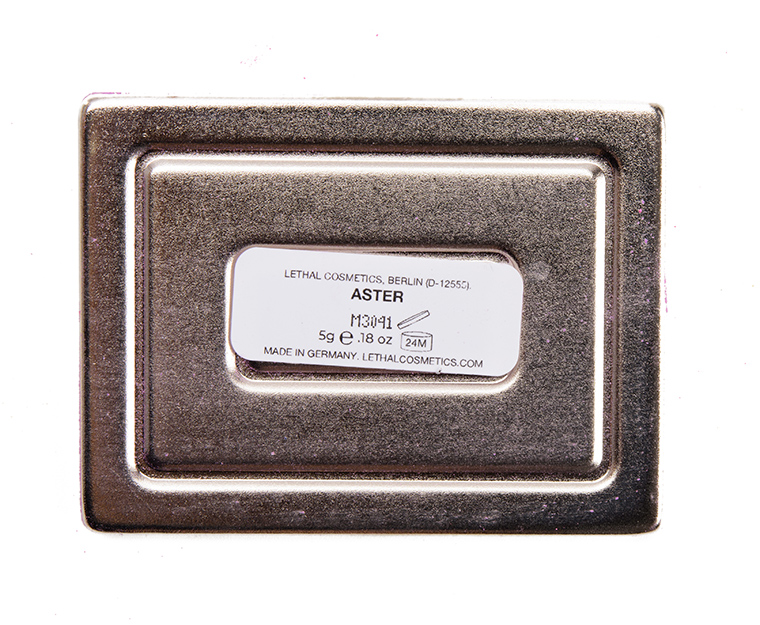 LETHAL COSMETICS, BERLIN (D-12555).
ASTER
M3041
5g ℮ .18 oz 24M
MADE IN GERMANY. LETHALCOSMETICS.COM